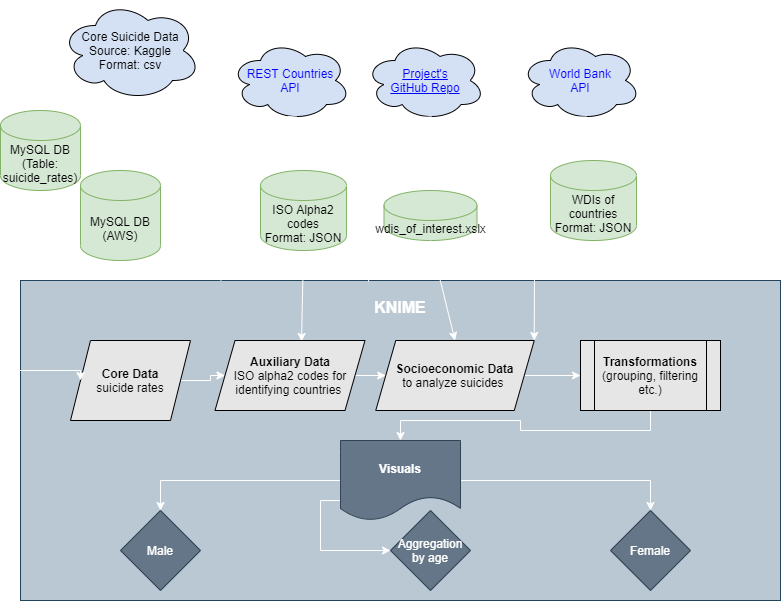 Core Suicide Data
Source: Kaggle
Format: csv
REST Countries
API
Project's
GitHub Repo
World Bank
API
MySQL DB
(Table:
suicide_rates)
MySQL DB
(AWS)
ISO Alpha2
codes
Format: JSON
wdis_of_interest.xslx
WDIs of
countries
Format: JSON
KNIME
Core Data
suicide rates
Auxiliary Data
ISO alpha2 codes for
identifying countries
Socioeconomic Data
to analyze suicides
Transformations
(grouping, filtering
etc.)
Visuals
Male
Aggregation
by age
Female